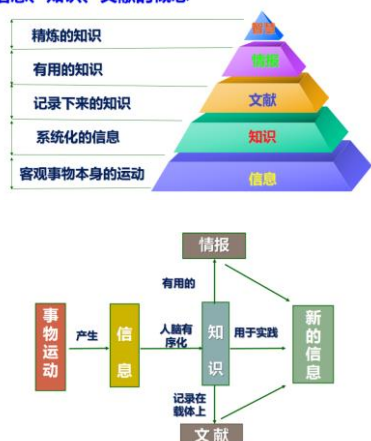 信息、知识、文献的概念
精炼的知识
智慧
有用的知识
情报
记录下来的知识
文献
系统化的信息
知识
客观事物本身的运动
信息
情报
有用的
事物运动
产生
信息
人脑有
序化
知识
用于实践
新的信息
记录在
载体上
文献